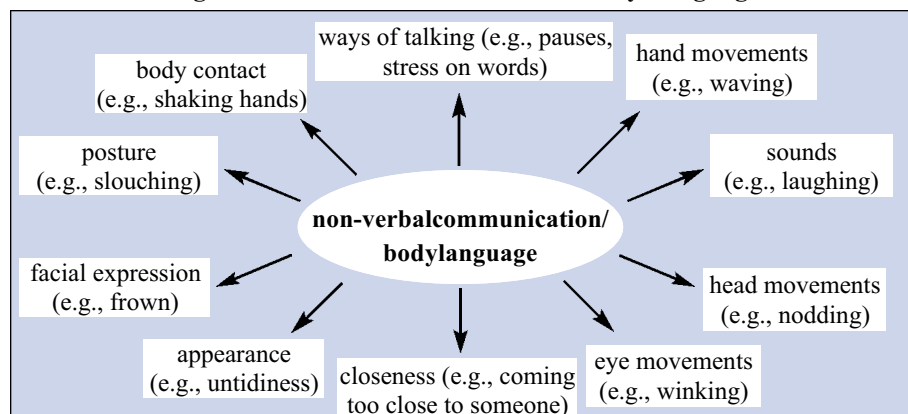 ways of talking (e.g., pauses,
stress on words)
hand movements
(e.g., waving)
body contact
(e.g., shaking hands)
posture
(e.g., slouching)
sounds
(e.g., laughing)
non-verbalcommunication/
bodylanguage
facial expression
(e.g., frown)
head movements
(e.g., nodding)
appearance
(e.g., untidiness)
closeness (e.g., coming
too close to someone)
eye movements
(e.g., winking)